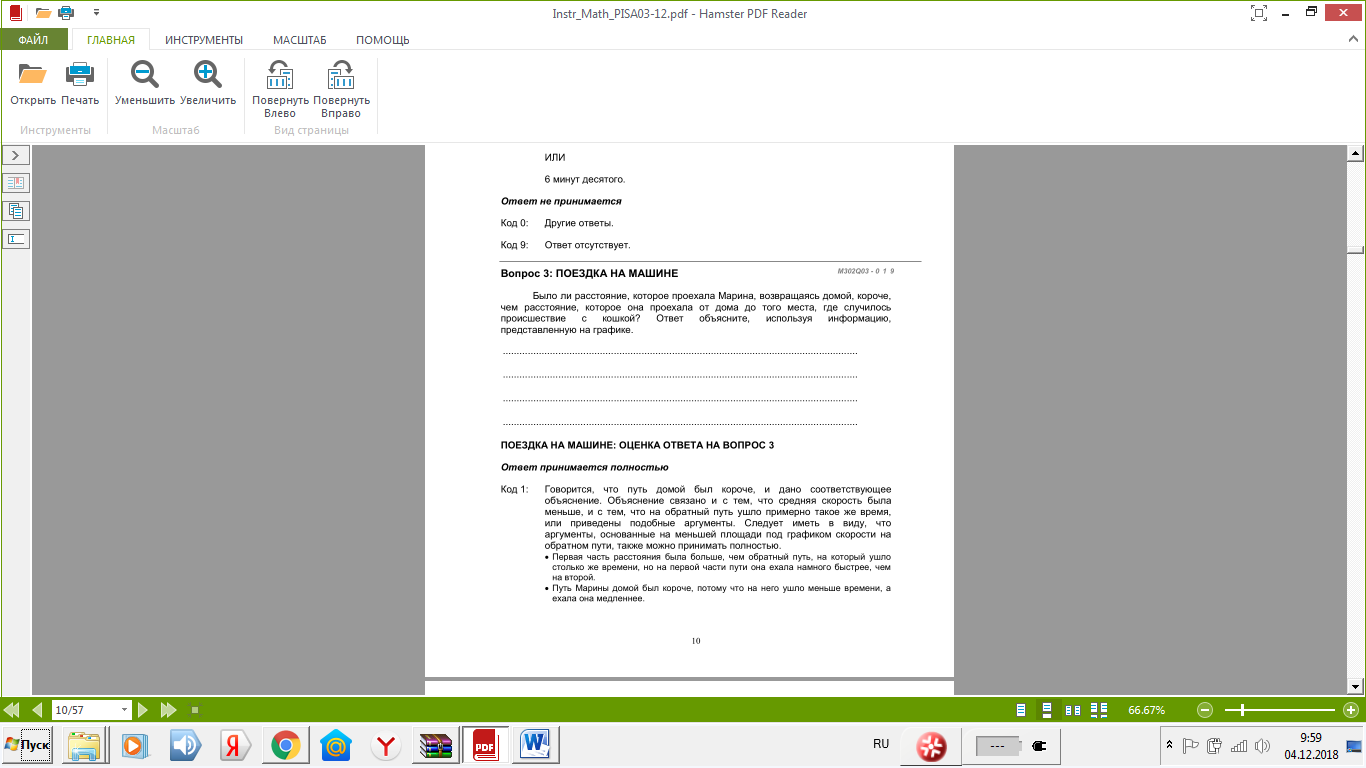 Instr_Math_PISA03-12.pdf - Hamster PDF Reader
ФАЙЛ ГЛАВНАЯ ИНСТРУМЕНТЫ МАСШТАБ ПОМОЩЬ
Открыть Печать Уменьшить Увеличить Повернуть Влево Повернуть Вправо
Инструменты Масштаб Вид страницы
ИЛИ
6 минут десятого.
Ответ не принимается
Код 0: Другие ответы.
Код 9: Ответ отсутствует.
Вопрос 3: ПОЕЗДКА НА МАШИНЕ M302Q03 - 0 1 9
Было ли расстояние, которое проехала Марина, возвращаясь домой, короче,
чем расстояние, которое она проехала от дома до того места, где случилось
происшествие с кошкой? Ответ объясните, используя информацию,
представленную на графике.
ПОЕЗДКА НА МАШИНЕ: ОЦЕНКА ОТВЕТА НА ВОПРОС 3
Ответ принимается полностью
Код 1: Говорится, что путь домой был короче, и дано соответствующее
объяснение. Объяснение связано и с тем, что средняя скорость была
меньше, и с тем, что на обратный путь ушло примерно такое же время,
или приведены подобные аргументы. Следует иметь в виду, что
аргументы, основанные на меньшей площади под графиком скорости на
обратном пути, также можно принимать полностью.
• Первая часть расстояния была больше, чем обратный путь, на который ушло
столько же времени, но на первой части пути она ехала намного быстрее, чем
на второй.
• Путь Марины домой был короче, потому что на него ушло меньше времени, а
ехала она медленнее.
10
10/57 66.67%
Пуск PDF RU --- 9:59
04.12.2018